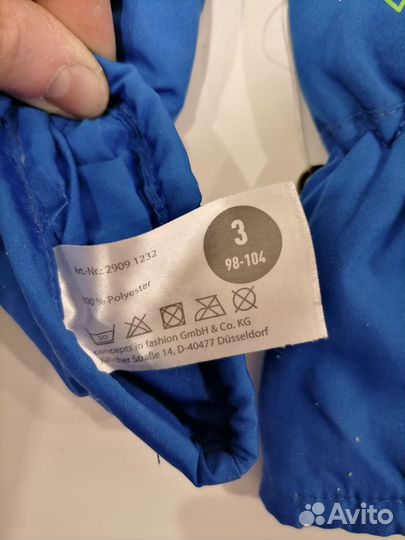 3
98-104
Art.-Nr.: 2909 1232
100 % Polyester
30
concepts in fashion GmbH & Co. KG
Straße 14, D-40477 Düsseldorf
Avito